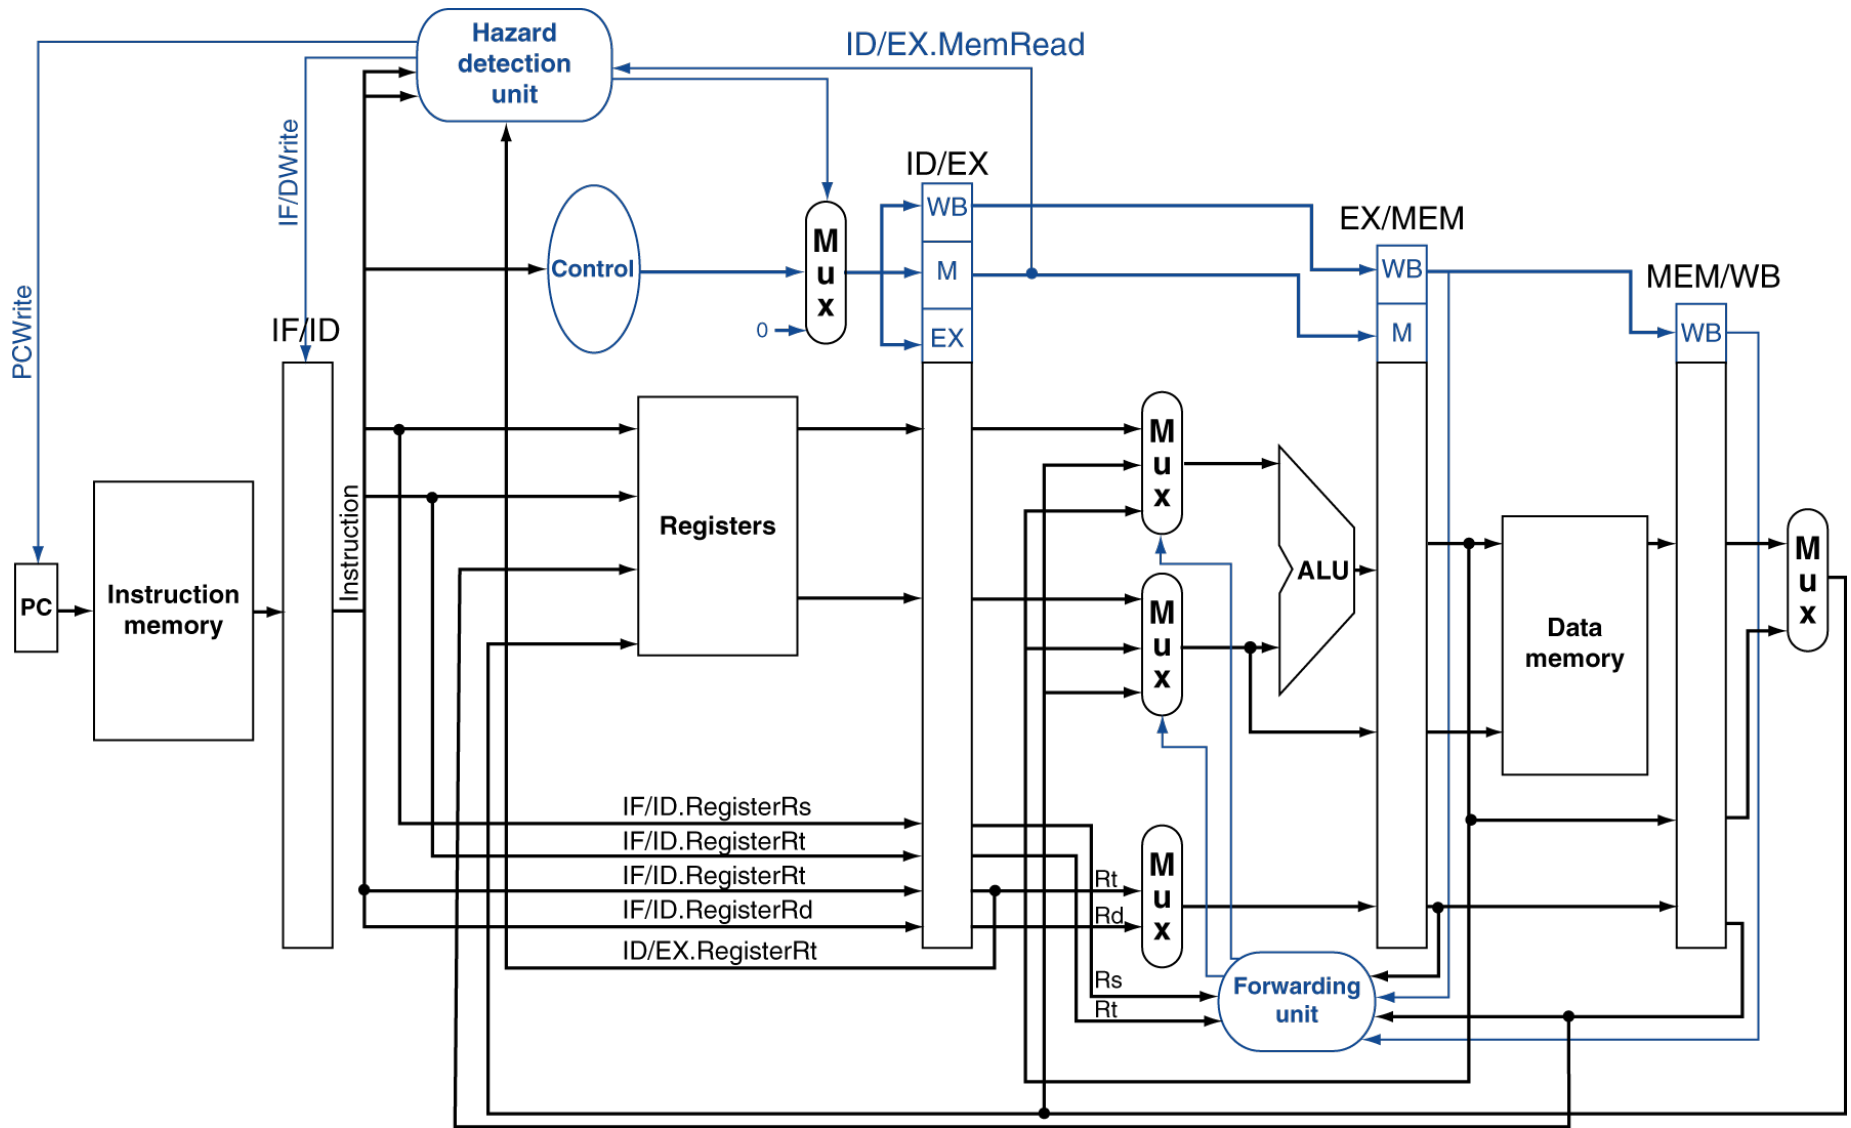 Hazard
detection
unit
ID/EX.MemRead
IF/DWrite
PCWrite
ID/EX
WB
M
EX
Control
M
u
x
0
EX/MEM
WB
M
MEM/WB
WB
IF/ID
Instruction
PC
Instruction
memory
Registers
M
u
x
M
u
x
ALU
Data
memory
M
u
x
IF/ID.RegisterRs
IF/ID.RegisterRt
IF/ID.RegisterRt
IF/ID.RegisterRd
ID/EX.RegisterRt
Rt
Rd
M
u
x
Rs
Rt
Forwarding
unit